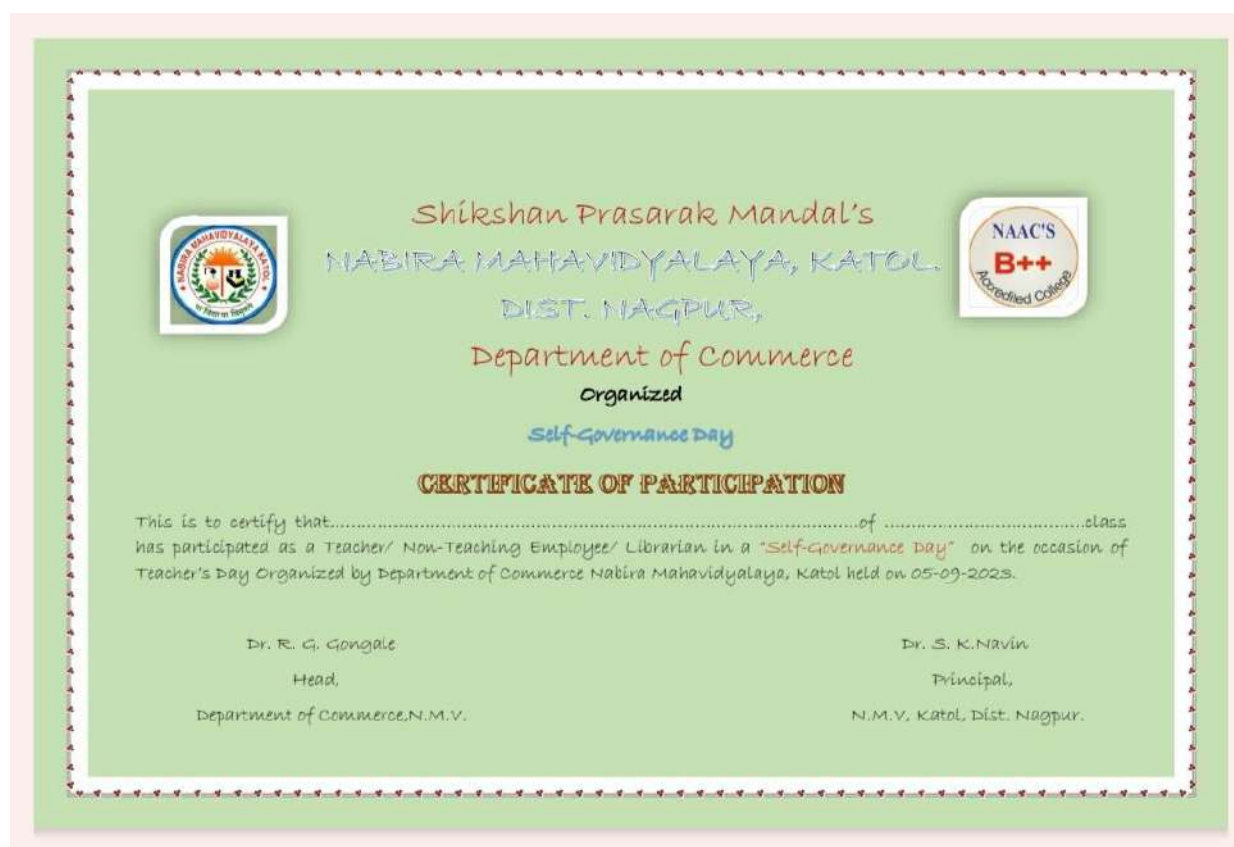 Shikshan Prasarak Mandal's
NABIRA MAHAVIDYALAYA, KATOL.
DIST. NAGPUR,
Department of Commerce
Organized
Self-Governance Day
NABIRA MAHAVIDYALAYA KATOL
NAAC'S
B++
Accredited College
CERTIFICATE OF PARTICIPATION
This is to certify that..........................................................................................................of ........................................class
has participated as a Teacher/ Non-Teaching Employee/ Librarian in a "Self-Governance Day" on the occasion of
Teacher's Day Organized by Department of Commerce Nabira Mahavidyalaya, Katol held on 05-09-2023.
Dr. R. G. Gongale
Head,
Department of Commerce,N.M.V.
Dr. S. K.Navin
Principal,
N.M.V, Katol, Dist. Nagpur.